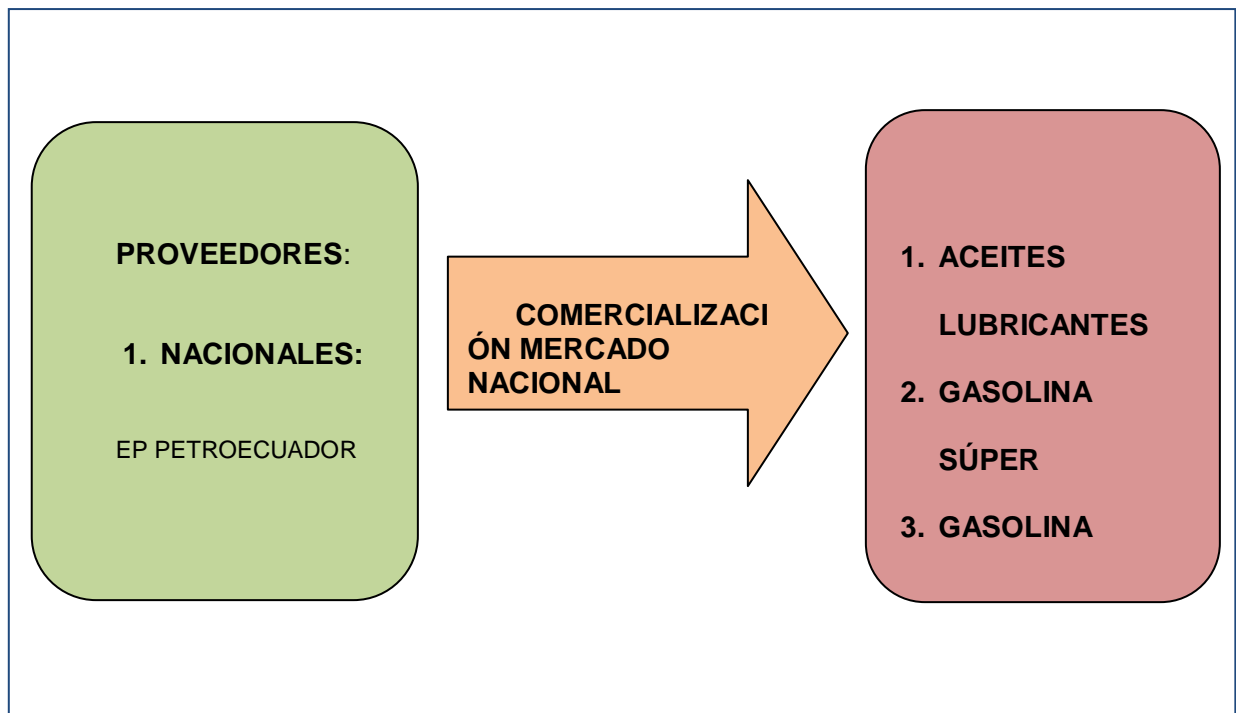 PROVEEDORES:
1. NACIONALES:
EP PETROECUADOR
COMERCIALIZACI
ÓN MERCADO
NACIONAL
1. ACEITES
LUBRICANTES
2. GASOLINA
SÚPER
3. GASOLINA